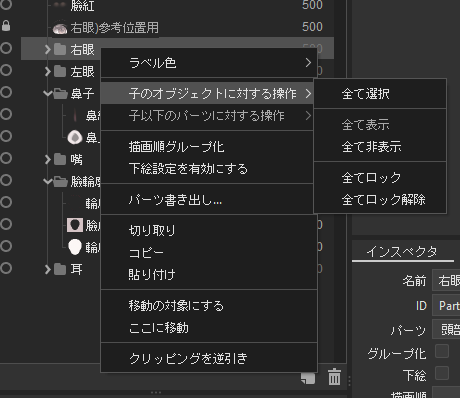 臉紅 500
右眼)參考位置用 500
右眼 500
左眼
鼻子
鼻
鼻
嘴
臉輪
輪
臉
輪
耳
ラベル色
子のオブジェクトに対する操作
子以下のパーツに対する操作
描画順グループ化
下絵設定を有効にする
パーツ書き出し...
切り取り
コピー
貼り付け
移動の対象にする
ここに移動
クリッピングを逆引き
全て選択
全て表示
全て非表示
全てロック
全てロック解除
インスペクタ
名前 右眼
ID Part
パーツ 頭部
グループ化
下絵
描画順